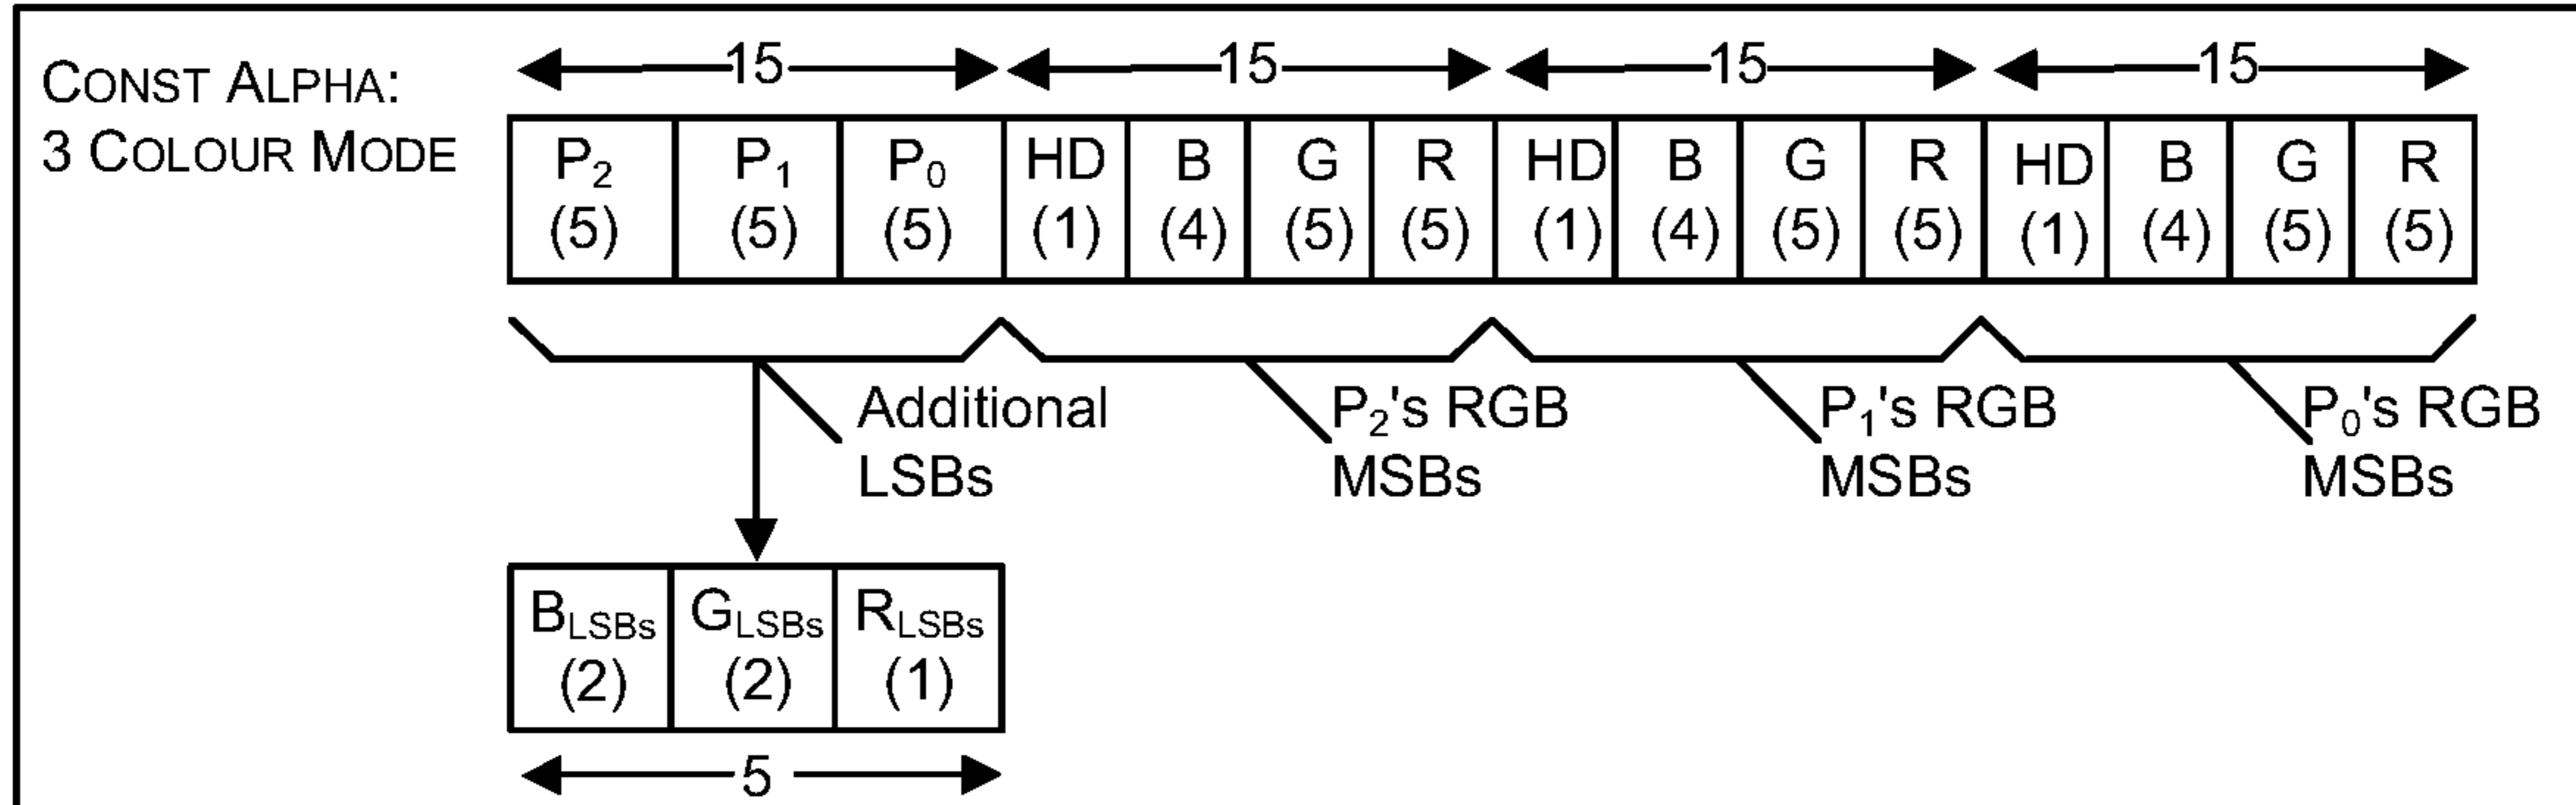 CONST ALPHA:
3 COLOUR MODE
15 15 15 15
P2 P1 P0 HD B G R HD B G R HD B G R
(5) (5) (5) (1) (4) (5) (5) (1) (4) (5) (5) (1) (4) (5) (5)
Additional LSBs
P2's RGB MSBs
P1's RGB MSBs
P0's RGB MSBs
BLSBs GLSBs RLSBs
(2) (2) (1)
5